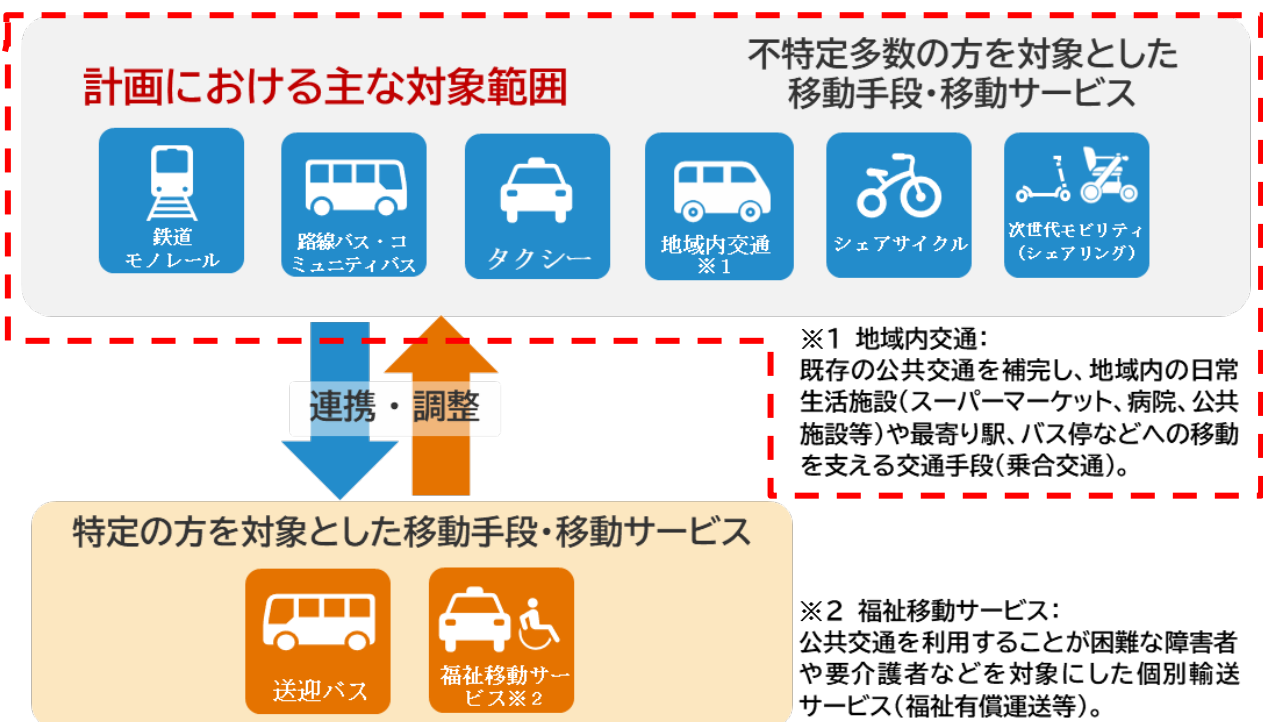 計画における主な対象範囲
不特定多数の方を対象とした
移動手段・移動サービス
鉄道
モノレール
路線バス・コ
ミュニティバス
タクシー
地域内交通
※1
シェアサイクル
次世代モビリティ
(シェアリング)
連携・調整
※1 地域内交通:
既存の公共交通を補完し、地域内の日常
生活施設(スーパーマーケット、病院、公共
施設等)や最寄り駅、バス停などへの移動
を支える交通手段(乗合交通)。
特定の方を対象とした移動手段・移動サービス
送迎バス
福祉移動サー
ビス※2
※2 福祉移動サービス:
公共交通を利用することが困難な障害者
や要介護者などを対象にした個別輸送
サービス(福祉有償運送等)。